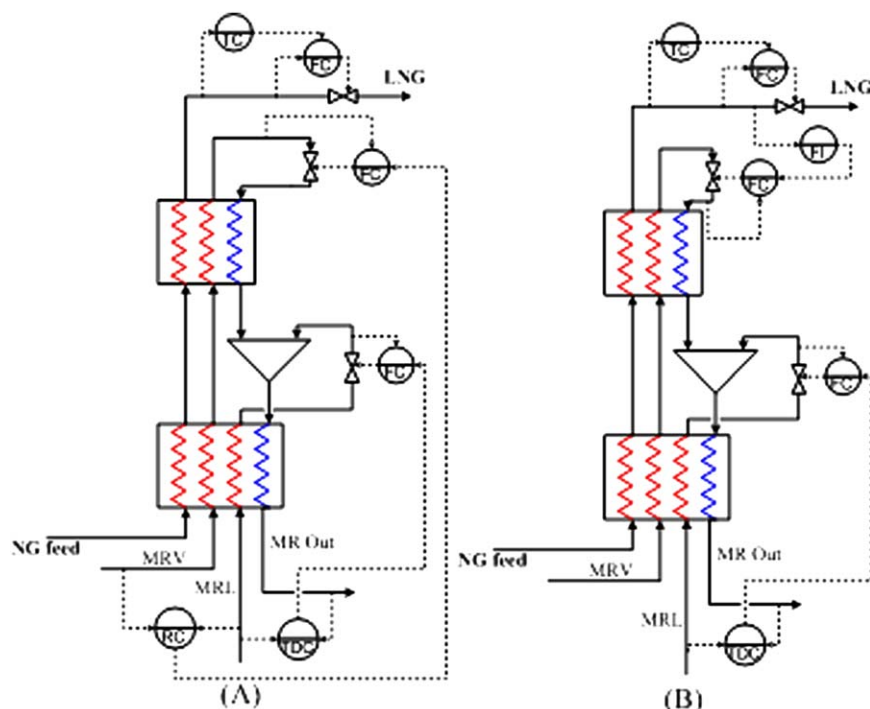 TC
FC
LNG
FC
FC
NG feed
MRV
MRL
MR Out
RC
TDC
(A)
TC
FC
LNG
FI
FC
FC
NG feed
MRV
MRL
MR Out
TDC
(B)